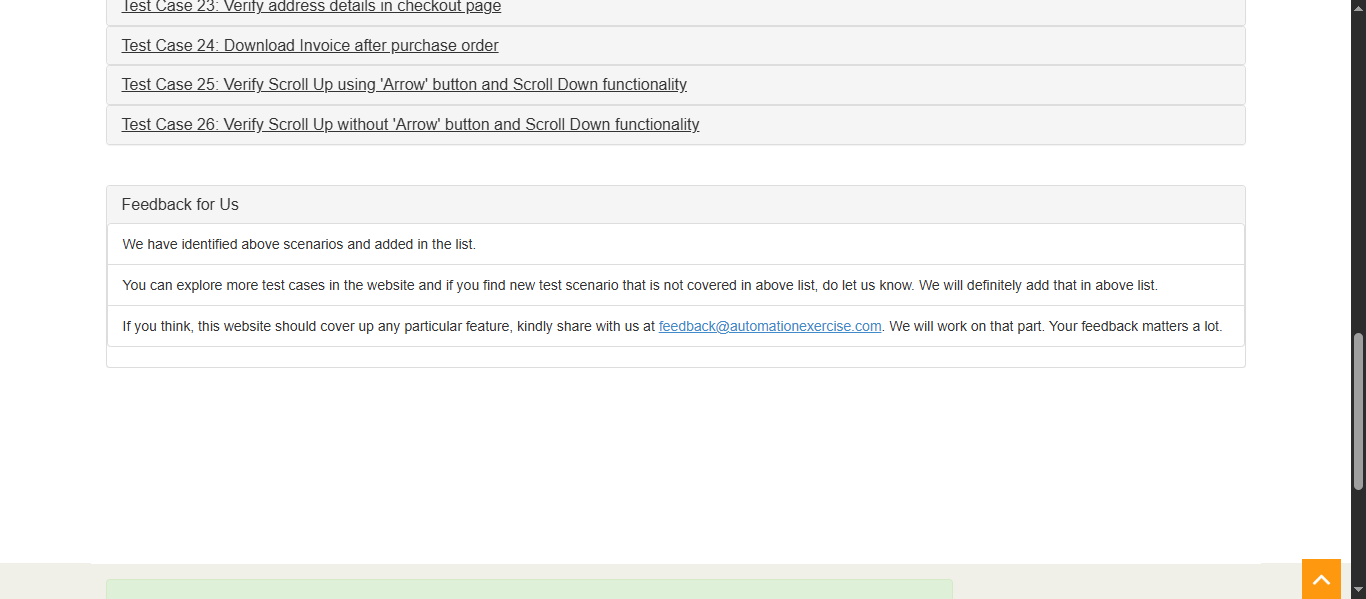 Test Case 23: Verify address details in checkout page
Test Case 24: Download Invoice after purchase order
Test Case 25: Verify Scroll Up using 'Arrow' button and Scroll Down functionality
Test Case 26: Verify Scroll Up without 'Arrow' button and Scroll Down functionality
Feedback for Us
We have identified above scenarios and added in the list.
You can explore more test cases in the website and if you find new test scenario that is not covered in above list, do let us know. We will definitely add that in above list.
If you think, this website should cover up any particular feature, kindly share with us at feedback@automationexercise.com. We will work on that part. Your feedback matters a lot.